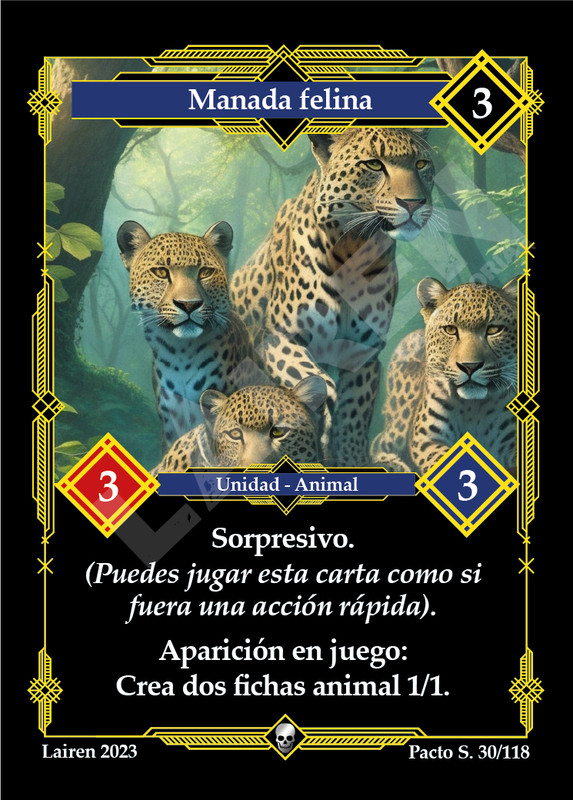 Manada felina
3
3
Unidad - Animal
3
Sorpresivo.
(Puedes jugar esta carta como si
fuera una acción rápida).
Aparición en juego:
Crea dos fichas animal 1/1.
Lairen 2023
Pacto S. 30/118